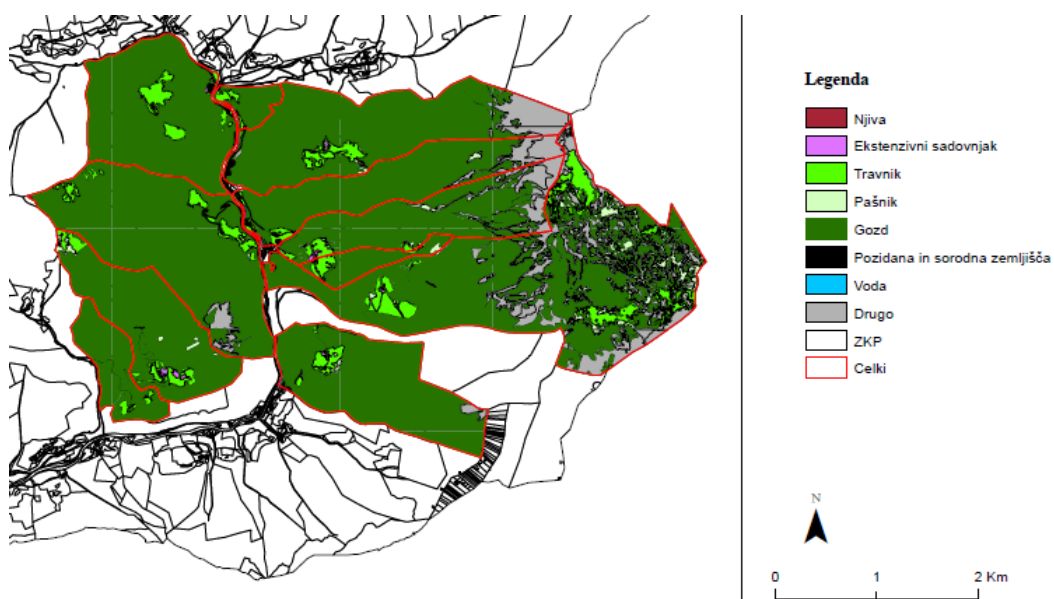 Legenda
Njiva
Ekstenzivni sadovnjak
Travnik
Pašnik
Gozd
Pozidana in sorodna zemljišča
Voda
Drugo
ZKP
Celki
N
0 1 2 Km